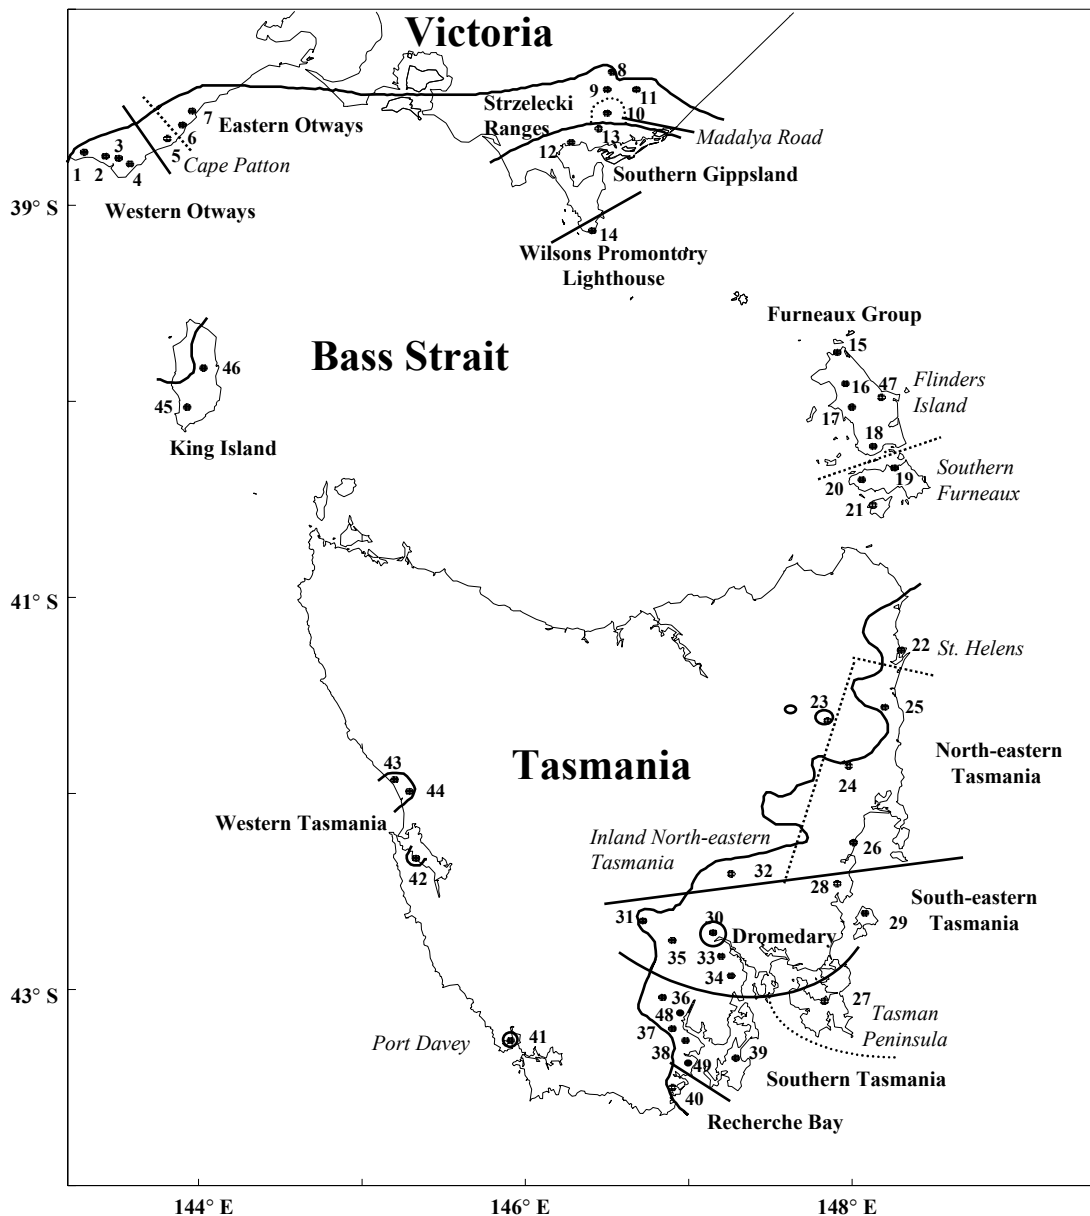 Victoria
8
9
11
Strzelecki
Ranges
10
7
Eastern Otways
6
13
Madalya Road
3
5
12
Cape Patton
1
2
4
Southern Gippsland
39° S
Western Otways
14
Wilsons Promontory
Lighthouse
Furneaux Group
15
Bass Strait
46
Flinders
Island
16
47
45
17
King Island
18
Southern
Furneaux
19
20
21
41° S
22
St. Helens
23
25
North-eastern
Tasmania
Tasmania
43
24
44
Western Tasmania
Inland North-eastern
Tasmania
26
42
32
28
South-eastern
Tasmania
31
30
29
Dromedary
35
33
34
43° S
36
27
48
Tasman
Peninsula
Port Davey
41
37
38
39
49
Southern Tasmania
40
Recherche Bay
144° E
146° E
148° E